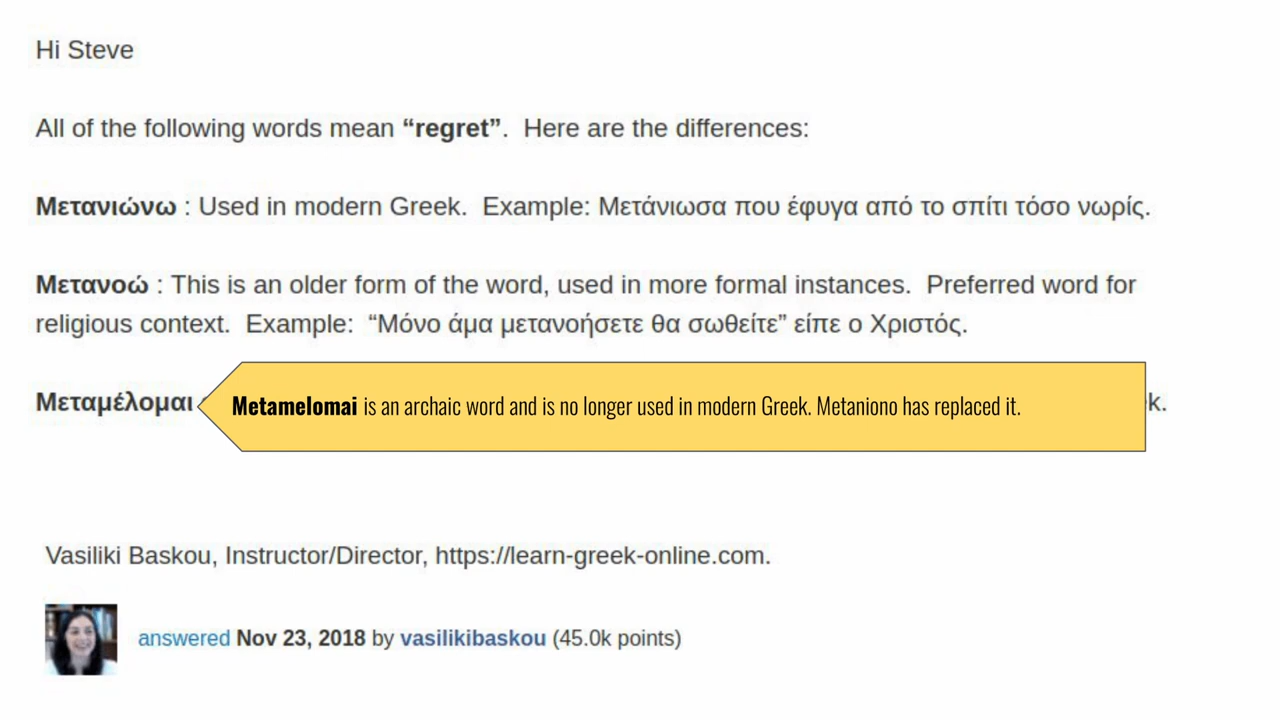 Hi Steve
All of the following words mean “regret”. Here are the differences:
Μετανιώνω : Used in modern Greek. Example: Μετάνιωσα που έφυγα από το σπίτι τόσο νωρίς.
Μετανοώ : This is an older form of the word, used in more formal instances. Preferred word for
religious context. Example: “Μόνο άμα μετανοήσετε θα σωθείτε” είπε ο Χριστός.
Μεταμέλομαι Metamelomai is an archaic word and is no longer used in modern Greek. Metaniono has replaced it.
Vasiliki Baskou, Instructor/Director, https://learn-greek-online.com.
answered Nov 23, 2018 by vasilikibaskou (45.0k points)